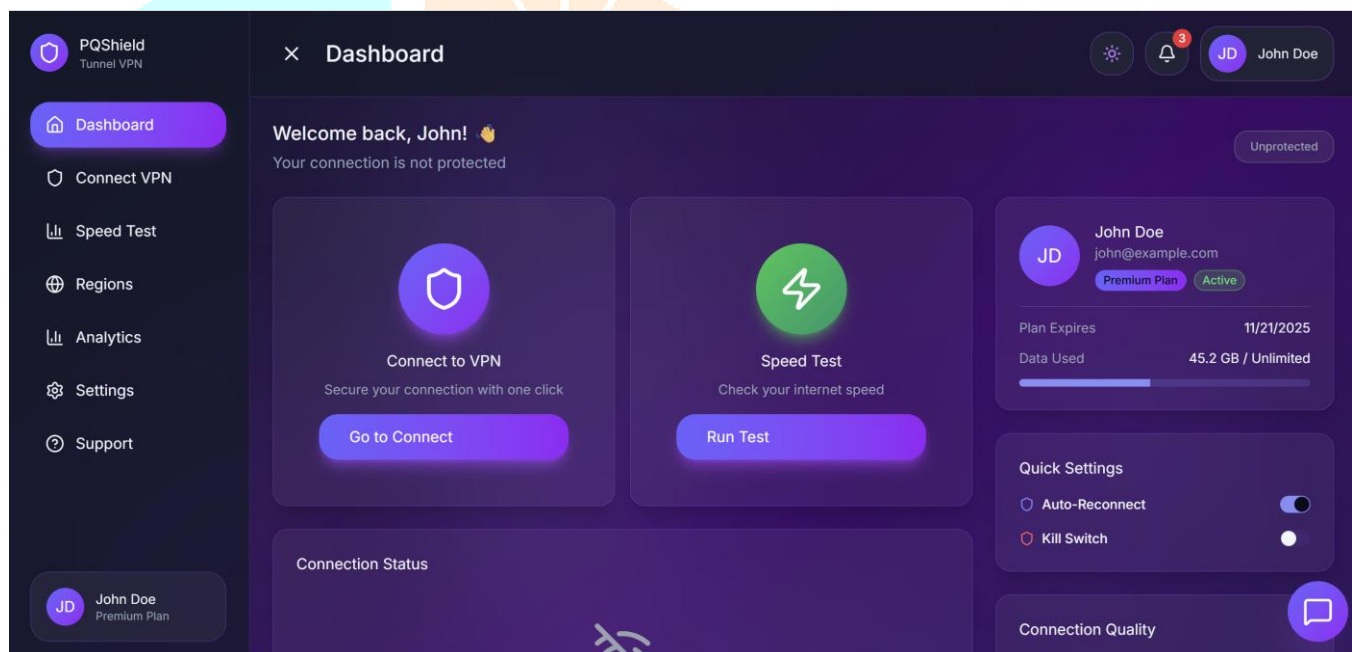 PQShield
Tunnel VPN
Dashboard
Connect VPN
Speed Test
Regions
Analytics
Settings
Support
JD
John Doe
Premium Plan
Dashboard
3
JD
John Doe
Welcome back, John! 👋
Your connection is not protected
Unprotected
Connect to VPN
Secure your connection with one click
Go to Connect
Speed Test
Check your internet speed
Run Test
Connection Status
JD
John Doe
john@example.com
Premium Plan
Active
Plan Expires 11/21/2025
Data Used 45.2 GB / Unlimited
Quick Settings
Auto-Reconnect
Kill Switch
Connection Quality